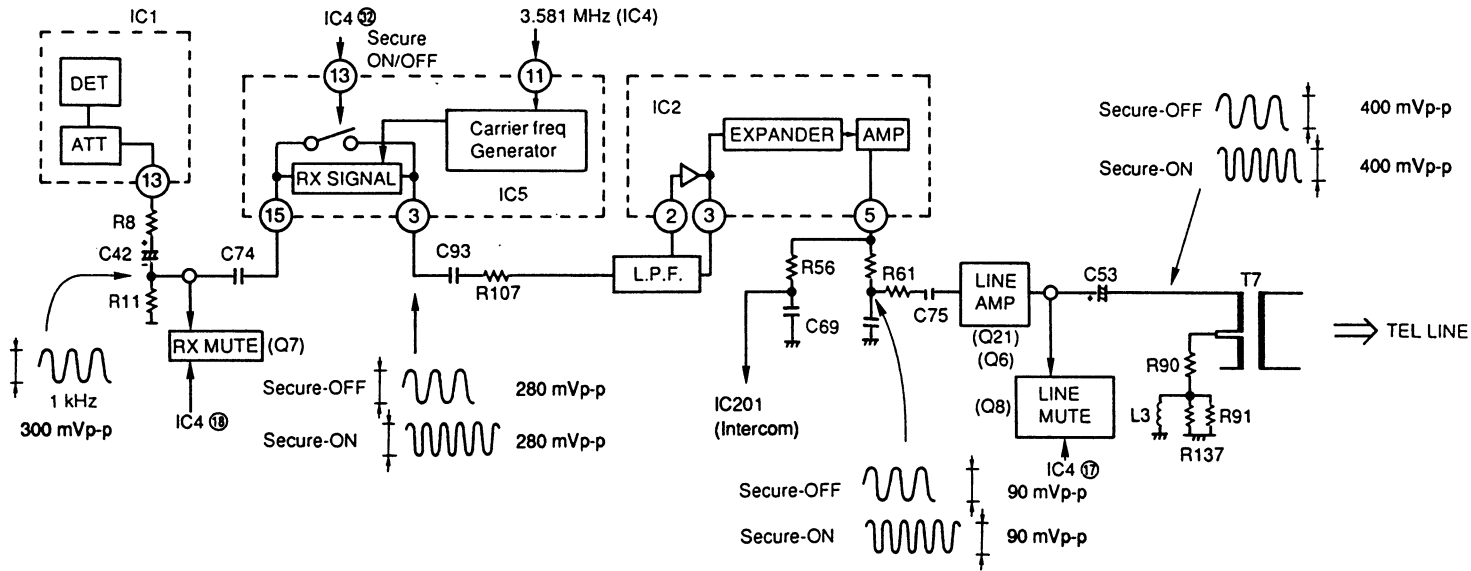 IC1
DET
ATT
13
R8
C42
+
-
R11
C74
RX MUTE
(Q7)
IC4 ⑱
1 kHz
300 mVp-p
IC4 ㉜
Secure
ON/OFF
3.581 MHz (IC4)
13
11
Carrier freq
Generator
RX SIGNAL
IC5
15
3
C93
R107
Secure-OFF
280 mVp-p
Secure-ON
280 mVp-p
IC2
EXPANDER
AMP
2
3
5
L.P.F.
R56
R61
C69
C75
IC201
(Intercom)
LINE
AMP
(Q21)
(Q6)
(Q8)
LINE
MUTE
IC4 ⑰
C53
+
T7
TEL LINE
R90
L3
R91
R137
Secure-OFF
400 mVp-p
Secure-ON
400 mVp-p
Secure-OFF
90 mVp-p
Secure-ON
90 mVp-p